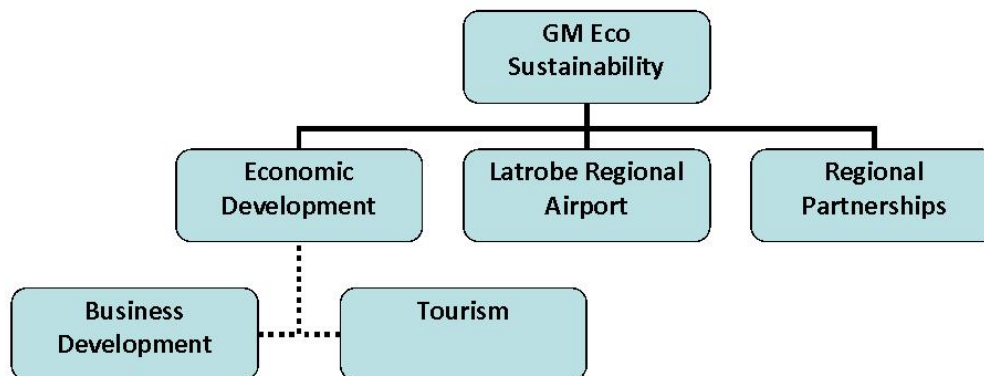 GM Eco
Sustainability
Economic
Development
Latrobe Regional
Airport
Regional
Partnerships
Business
Development
Tourism